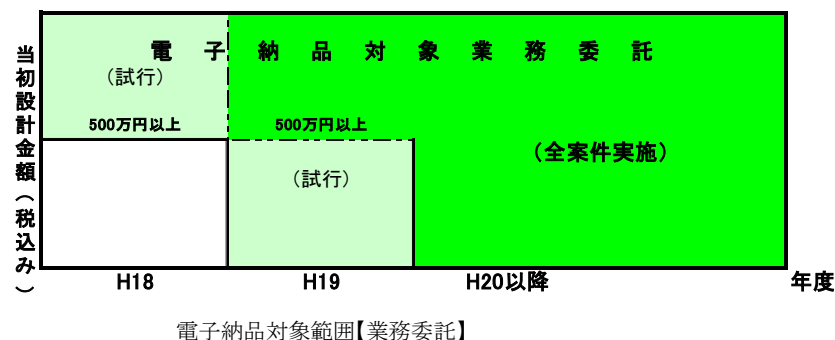 当初設計金額（税込み）
電子納品対象業務委託
（試行）
500万円以上
500万円以上
（全案件実施）
（試行）
H18
H19
H20以降
年度
電子納品対象範囲【業務委託】